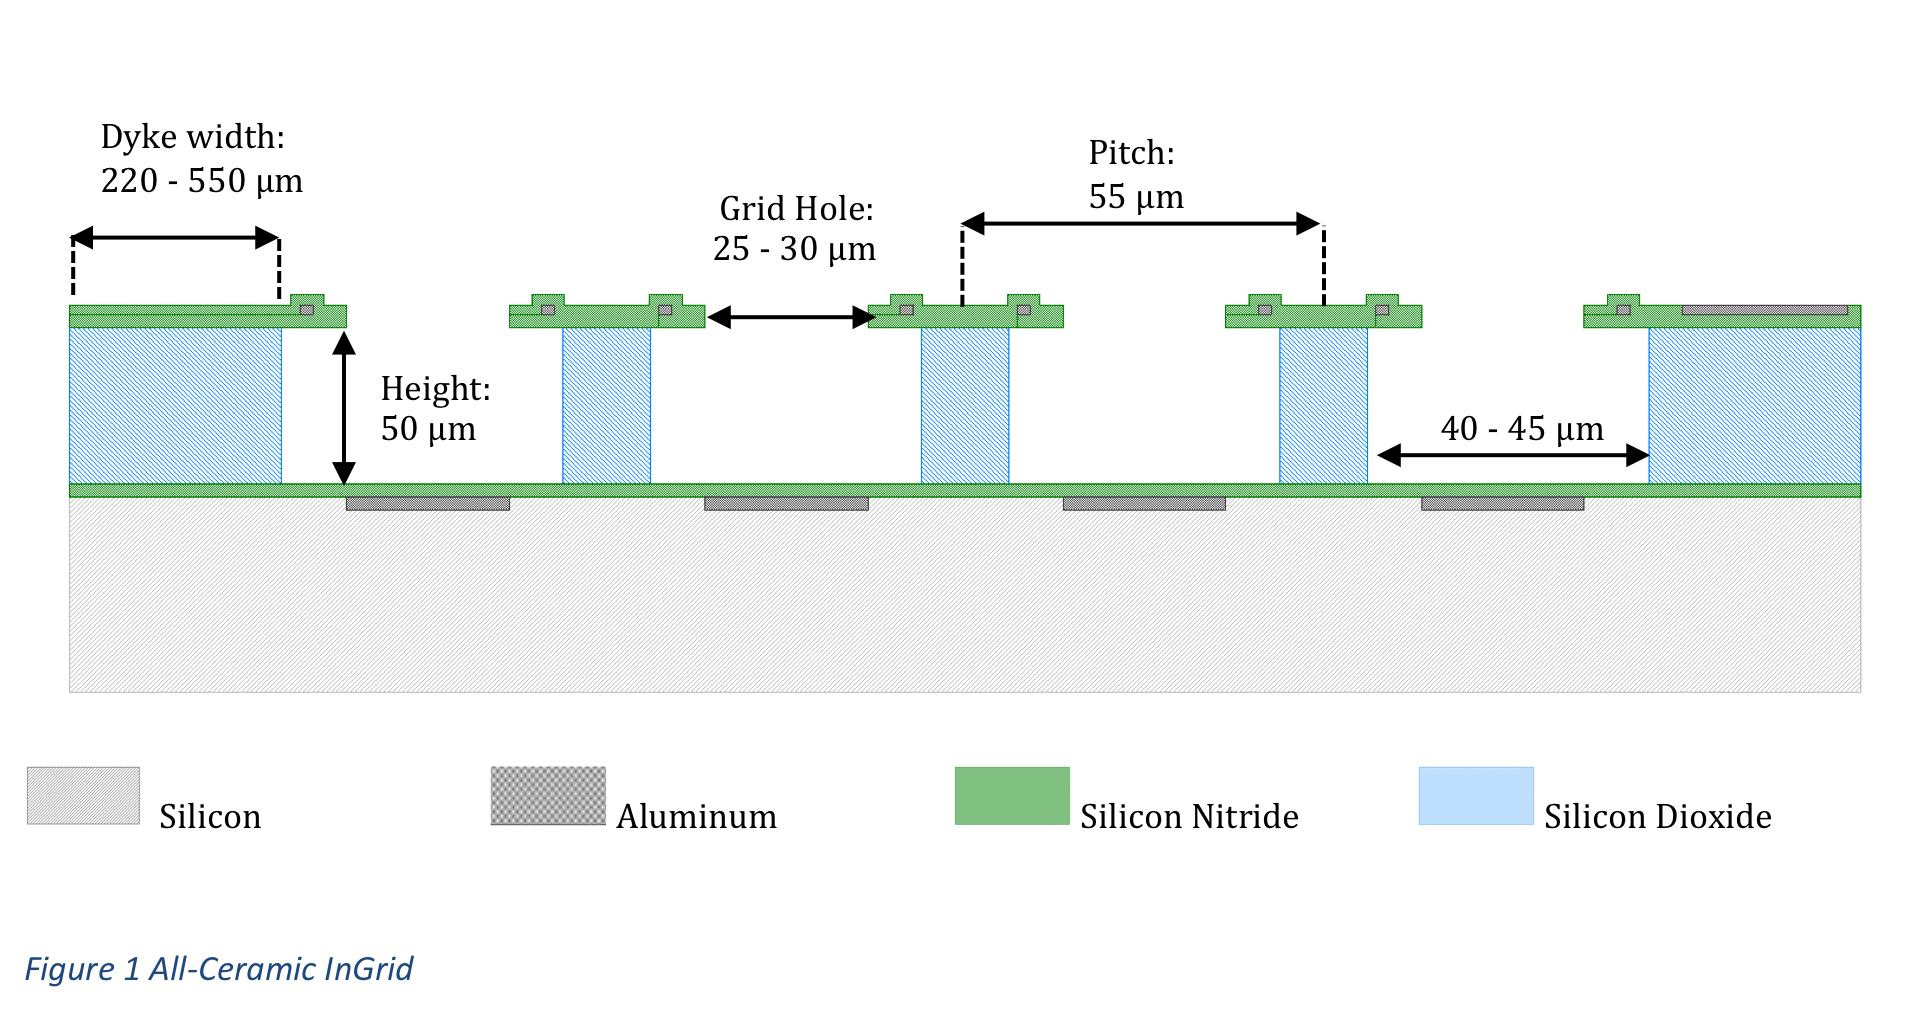 Dyke width:
220 - 550 µm
Pitch:
55 µm
Grid Hole:
25 - 30 µm
Height:
50 µm
40 - 45 µm
Silicon
Aluminum
Silicon Nitride
Silicon Dioxide
Figure 1 All-Ceramic InGrid